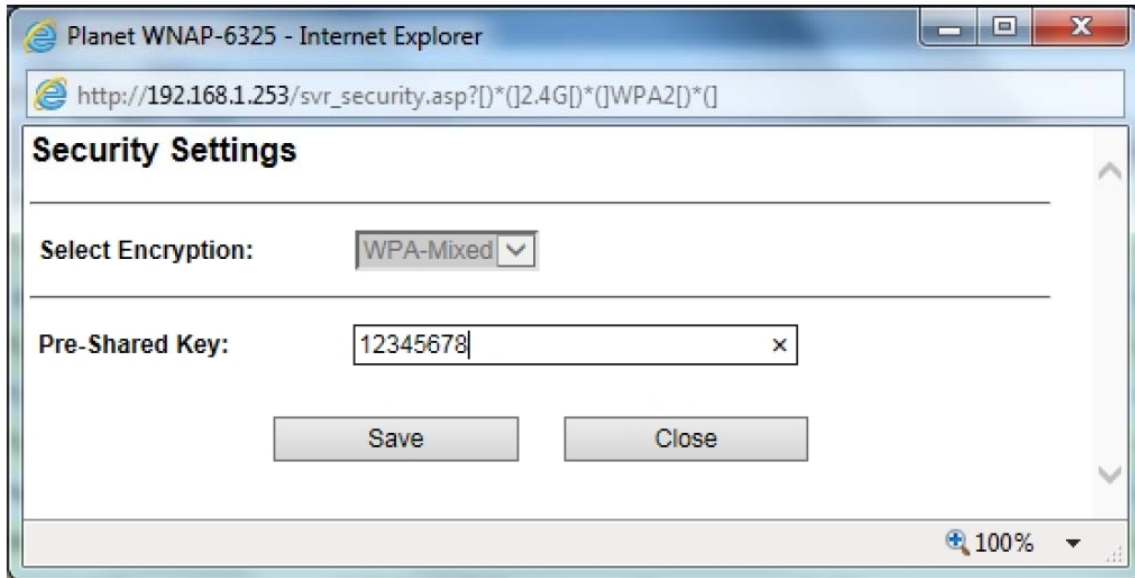 Planet WNAP-6325 - Internet Explorer
http://192.168.1.253/svr_security.asp?[)*(]2.4G[)*(]WPA2[)*(]
Security Settings
Select Encryption: WPA-Mixed
Pre-Shared Key: 12345678
Save Close
100%